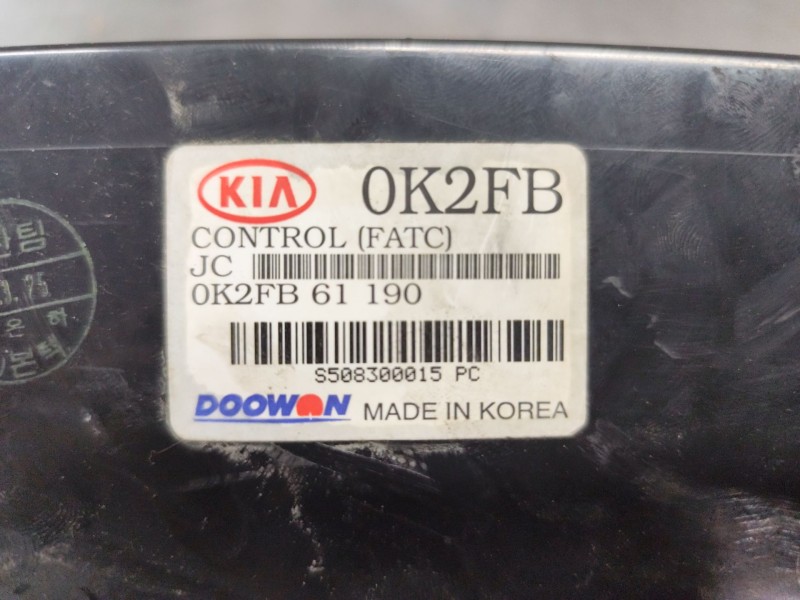 KIA 0K2FB
CONTROL (FATC)
JC
0K2FB 61 190
S508300015 PC
DOOWON MADE IN KOREA